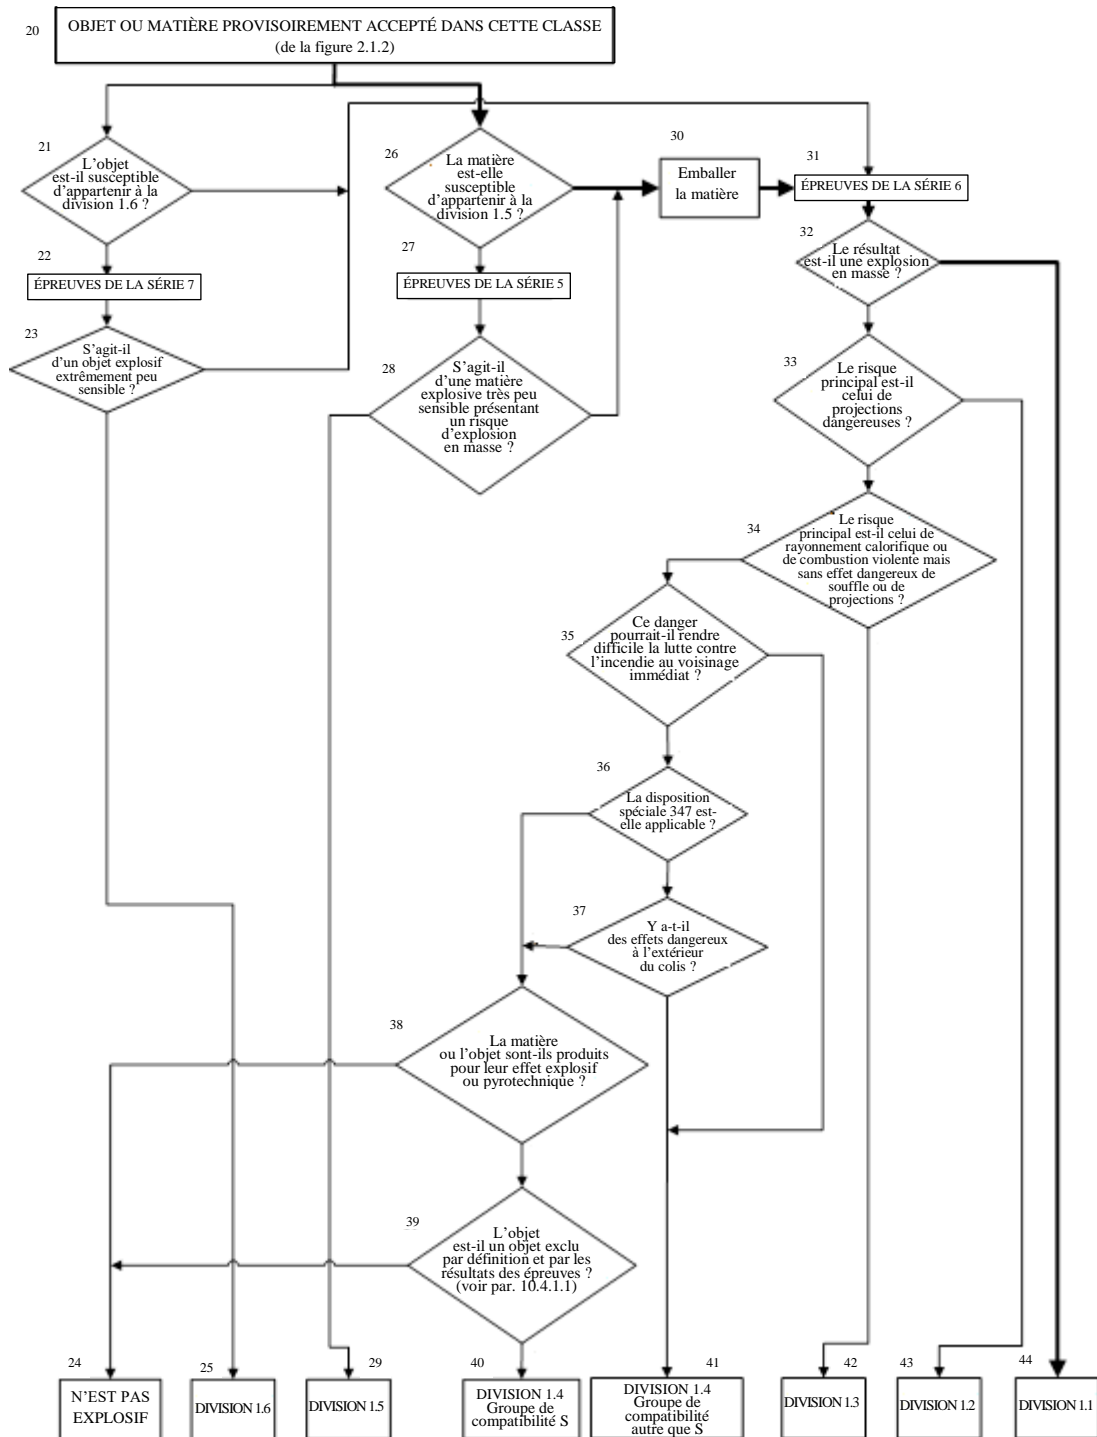 20
OBJET OU MATIÈRE PROVISOIREMENT ACCEPTÉ DANS CETTE CLASSE
(de la figure 2.1.2)
21
L'objet
est-il susceptible
d'appartenir à la
division 1.6 ?
26
La matière
est-elle
susceptible
d'appartenir à la
division 1.5 ?
30
Emballer
la matière
31
ÉPREUVES DE LA SÉRIE 6
22
ÉPREUVES DE LA SÉRIE 7
27
ÉPREUVES DE LA SÉRIE 5
32
Le résultat
est-il une explosion
en masse ?
23
S'agit-il
d'un objet explosif
extrêmement peu
sensible ?
28
S'agit-il
d'une matière
explosive très peu
sensible présentant
un risque
d'explosion
en masse ?
33
Le risque
principal est-il
celui de
projections
dangereuses ?
34
Le risque
principal est-il celui de
rayonnement calorifique ou
de combustion violente mais
sans effet dangereux de
souffle ou de
projections ?
35
Ce danger
pourrait-il rendre
difficile la lutte contre
l'incendie au voisinage
immédiat ?
36
La disposition
spéciale 347 est-
elle applicable ?
37
Y a-t-il
des effets dangereux
à l'extérieur
du colis ?
38
La matière
ou l'objet sont-ils produits
pour leur effet explosif
ou pyrotechnique ?
39
L'objet
est-il un objet exclu
par définition et par les
résultats des épreuves ?
(voir par. 10.4.1.1)
24
N'EST PAS
EXPLOSIF
25
DIVISION 1.6
29
DIVISION 1.5
40
DIVISION 1.4
Groupe de
compatibilité S
41
DIVISION 1.4
Groupe de
compatibilité
autre que S
42
DIVISION 1.3
43
DIVISION 1.2
44
DIVISION 1.1